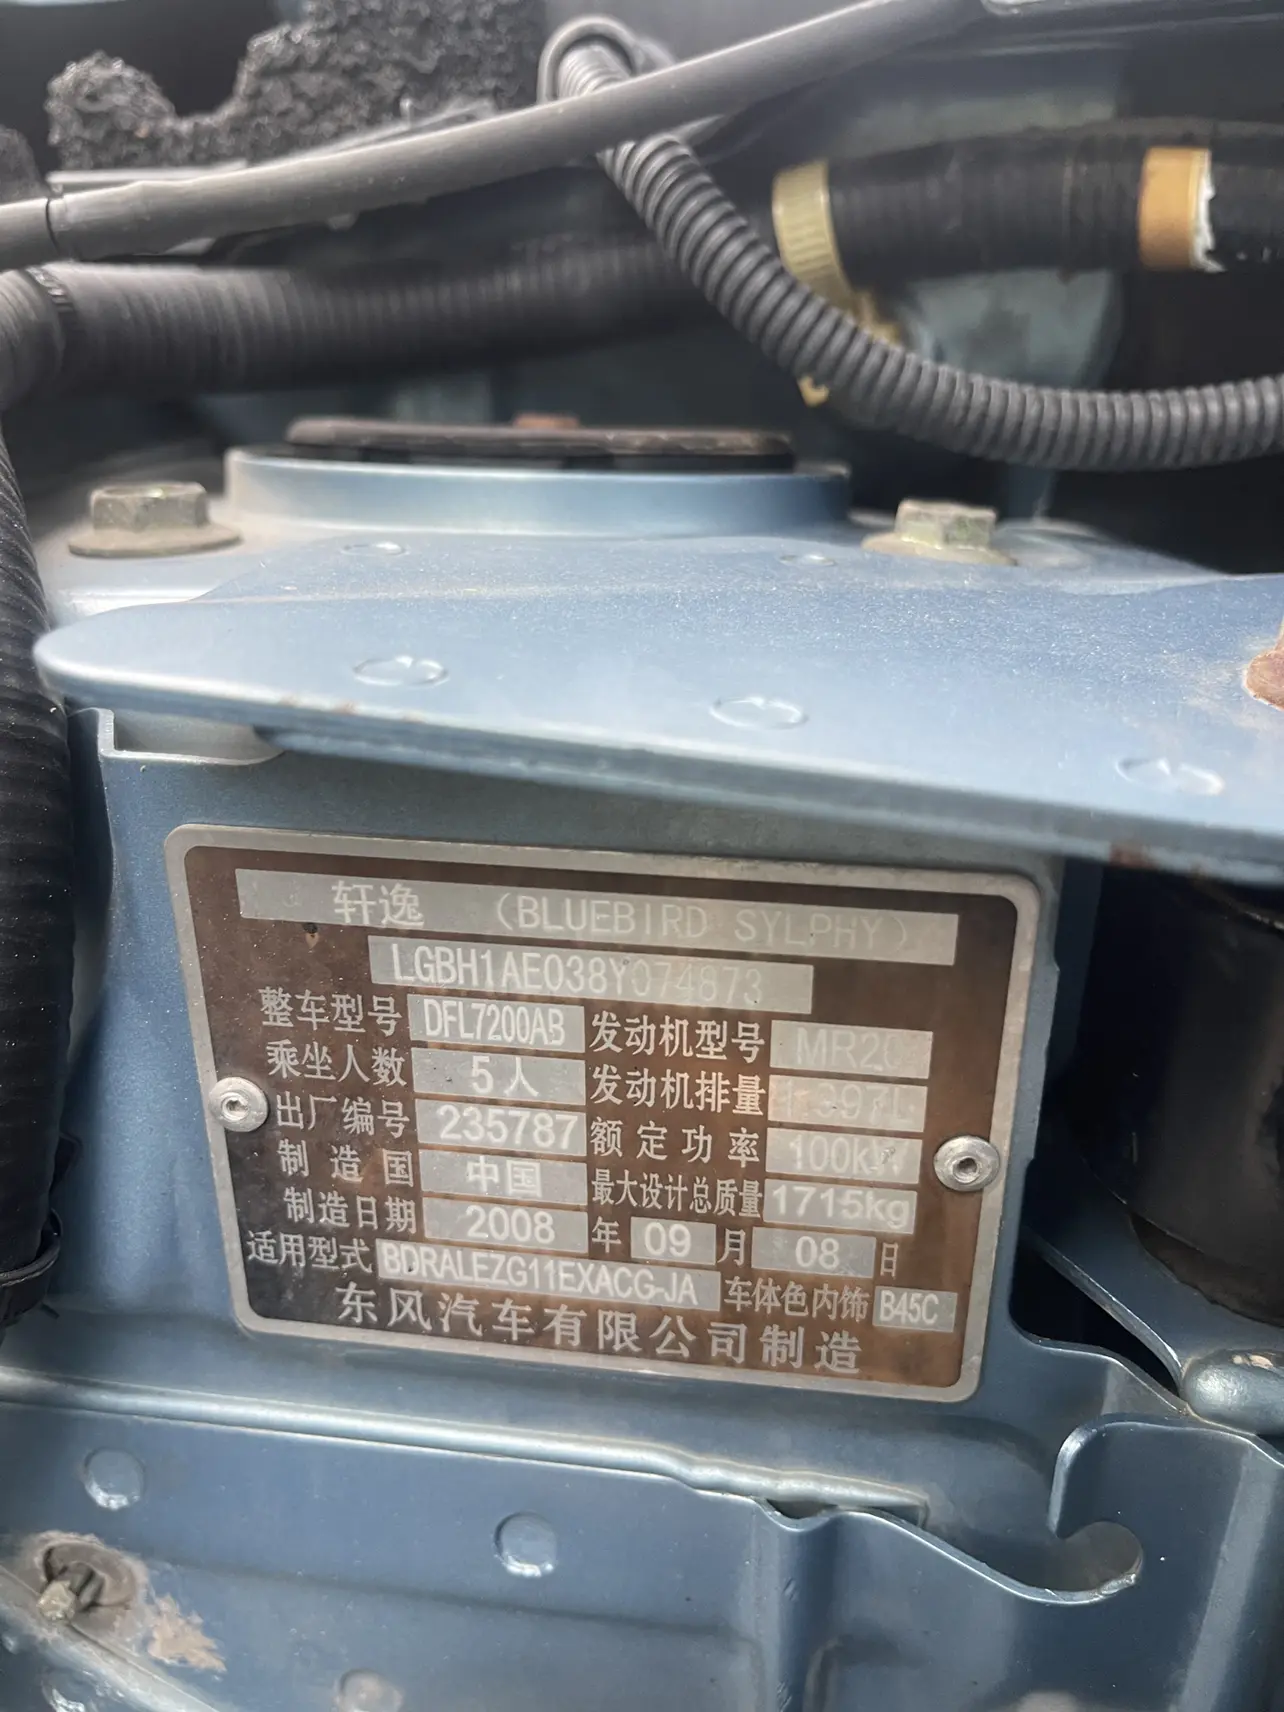 轩逸 (BLUEBIRD SYLPHY)
LGBH1AE038Y074873
整车型号 DFL7200AB 发动机型号 MR20
乘坐人数 5人 发动机排量 1.997L
出厂编号 235787 额定功率 100kW
制造国 中国 最大设计总质量 1715kg
制造日期 2008 年 09 月 08 日
适用型式 BDRALEZG11EXACG-JA 车体色内饰 B45C
东风汽车有限公司制造